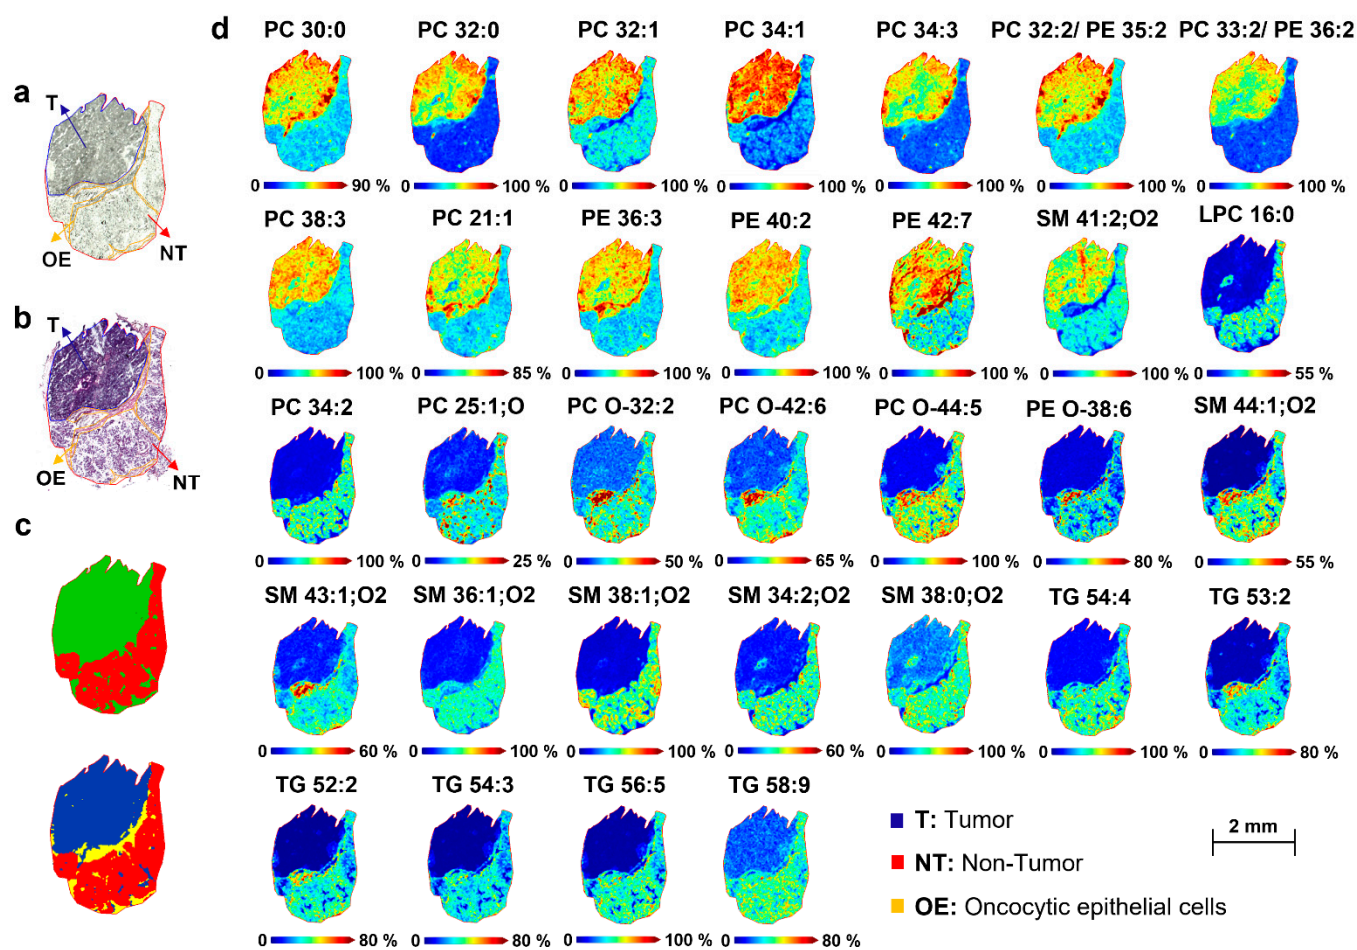 d
PC 30:0 PC 32:0 PC 32:1 PC 34:1 PC 34:3 PC 32:2/ PE 35:2 PC 33:2/ PE 36:2
a
T
OE
NT
0 90 % 0 100 % 0 100 % 0 100 % 0 100 % 0 100 % 0 100 %
PC 38:3 PC 21:1 PE 36:3 PE 40:2 PE 42:7 SM 41:2;O2 LPC 16:0
b
T
OE
NT
0 100 % 0 85 % 0 100 % 0 100 % 0 100 % 0 100 % 0 55 %
PC 34:2 PC 25:1;O PC O-32:2 PC O-42:6 PC O-44:5 PE O-38:6 SM 44:1;O2
c
0 100 % 0 25 % 0 50 % 0 65 % 0 100 % 0 80 % 0 55 %
SM 43:1;O2 SM 36:1;O2 SM 38:1;O2 SM 34:2;O2 SM 38:0;O2 TG 54:4 TG 53:2
0 60 % 0 100 % 0 100 % 0 60 % 0 100 % 0 100 % 0 80 %
TG 52:2 TG 54:3 TG 56:5 TG 58:9
0 80 % 0 80 % 0 100 % 0 80 %
T: Tumor
NT: Non-Tumor
OE: Oncocytic epithelial cells
2 mm